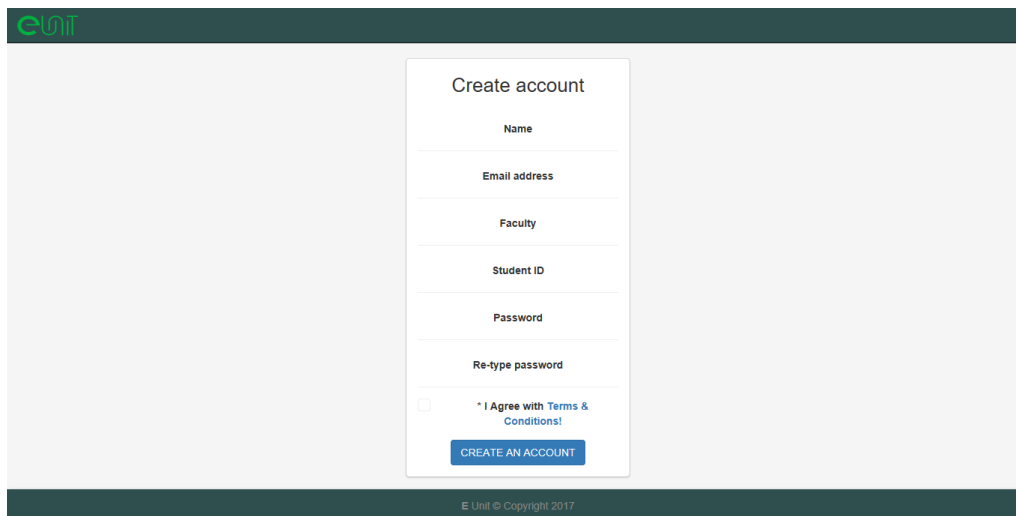 eUniT
Create account
Name
Email address
Faculty
Student ID
Password
Re-type password
* I Agree with Terms &
Conditions!
CREATE AN ACCOUNT
E Unit © Copyright 2017